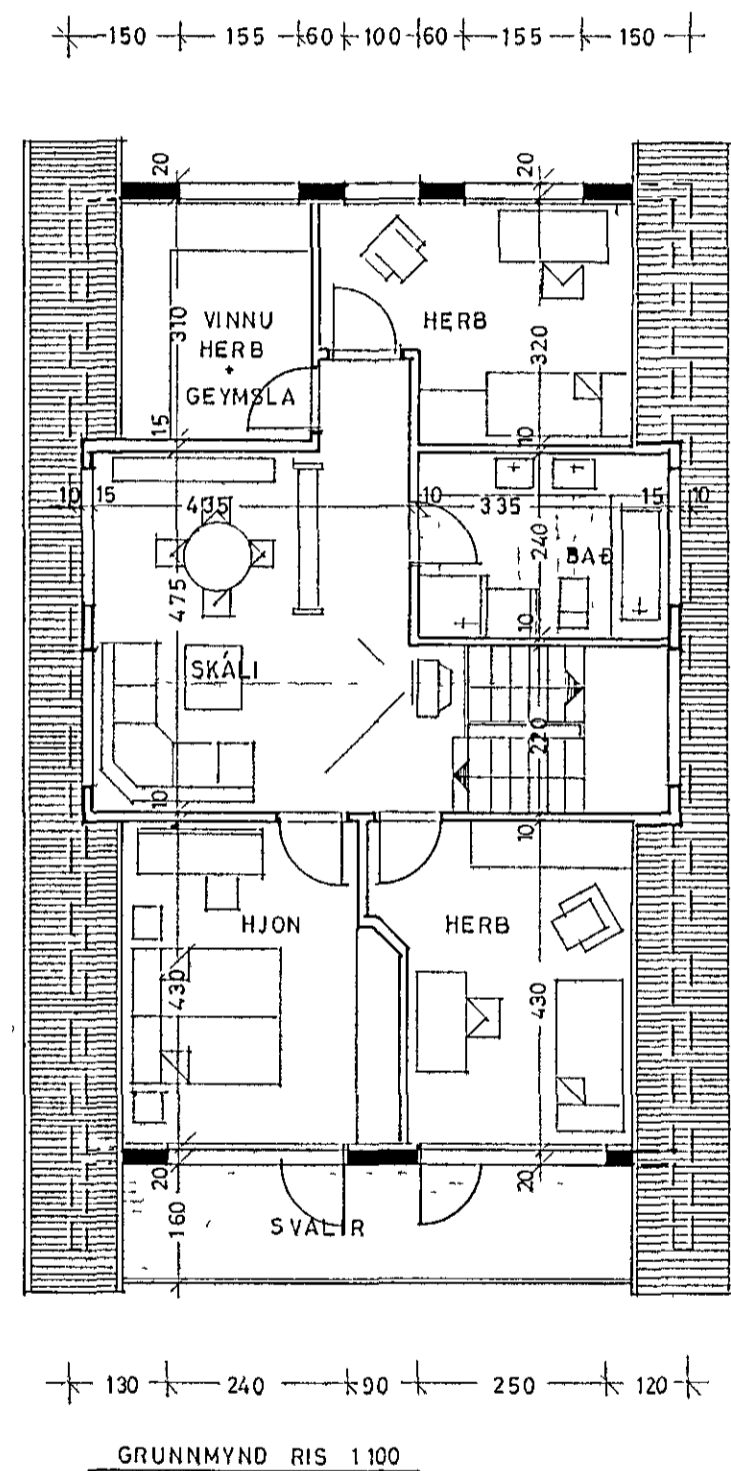 150 155 60 100 60 155 150
20 20
310 VINNU HERB 320
HERB
+
GEYMSLA
15 10
10 15 435 10 335 15 10
240 BAÐ
475
10
SKÁLI
220
10 10
HJON HERB
430 430
20 20
160 SVALIR
130 240 90 250 120
GRUNNMYND RIS 1 100